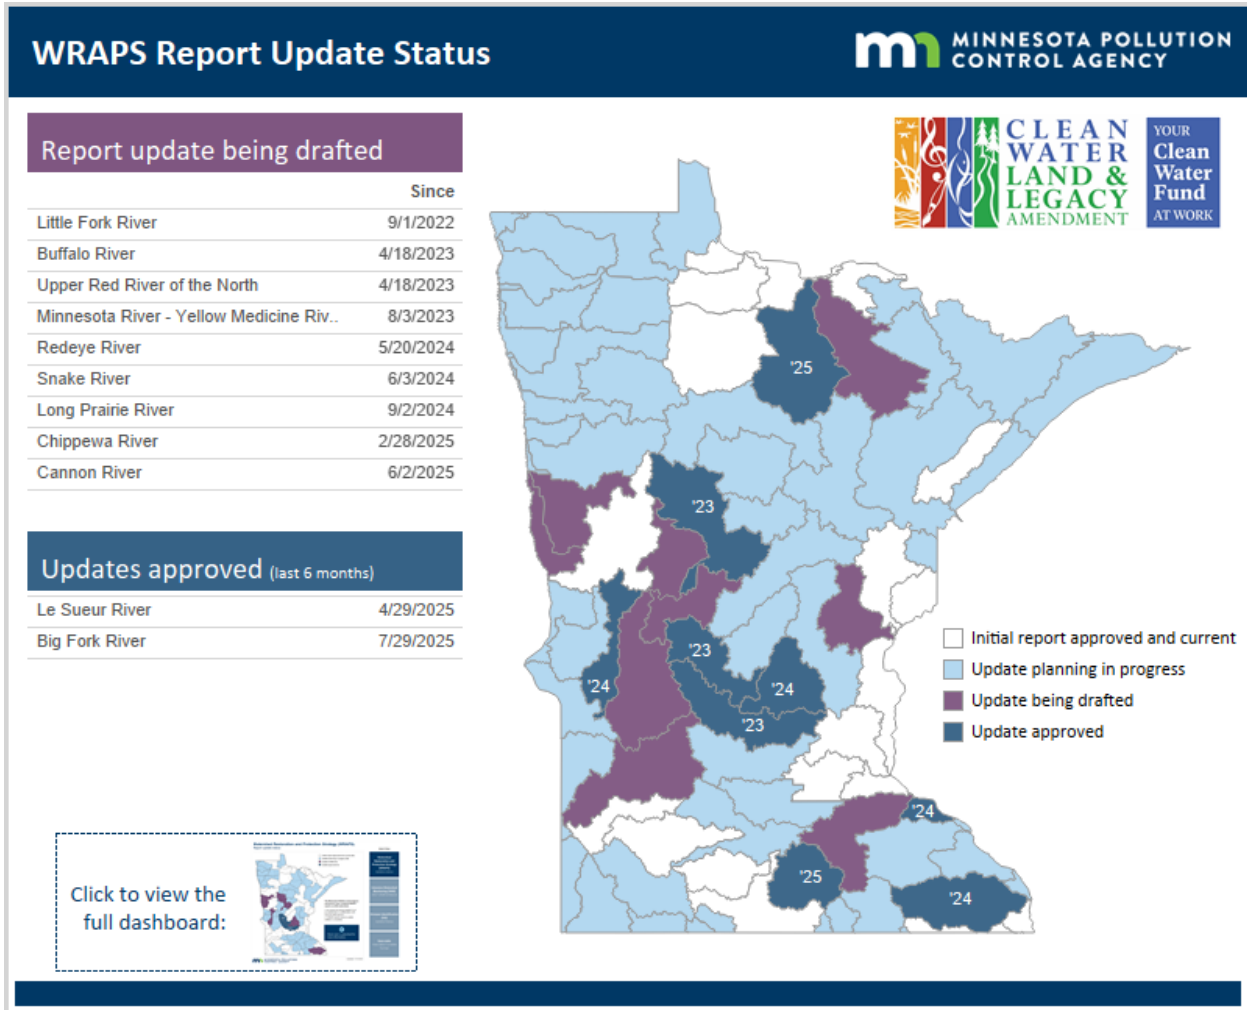 WRAPS Report Update Status
MINNESOTA POLLUTION
CONTROL AGENCY
Report update being drafted
Since
Little Fork River 9/1/2022
Buffalo River 4/18/2023
Upper Red River of the North 4/18/2023
Minnesota River - Yellow Medicine Riv.. 8/3/2023
Redeye River 5/20/2024
Snake River 6/3/2024
Long Prairie River 9/2/2024
Chippewa River 2/28/2025
Cannon River 6/2/2025
Updates approved (last 6 months)
Le Sueur River 4/29/2025
Big Fork River 7/29/2025
Click to view the
full dashboard:
CLEAN
WATER
LAND &
LEGACY
AMENDMENT
YOUR
Clean
Water
Fund
AT WORK
'25
'23
'23
'24
'24
'23
'24
'25
'24
Initial report approved and current
Update planning in progress
Update being drafted
Update approved